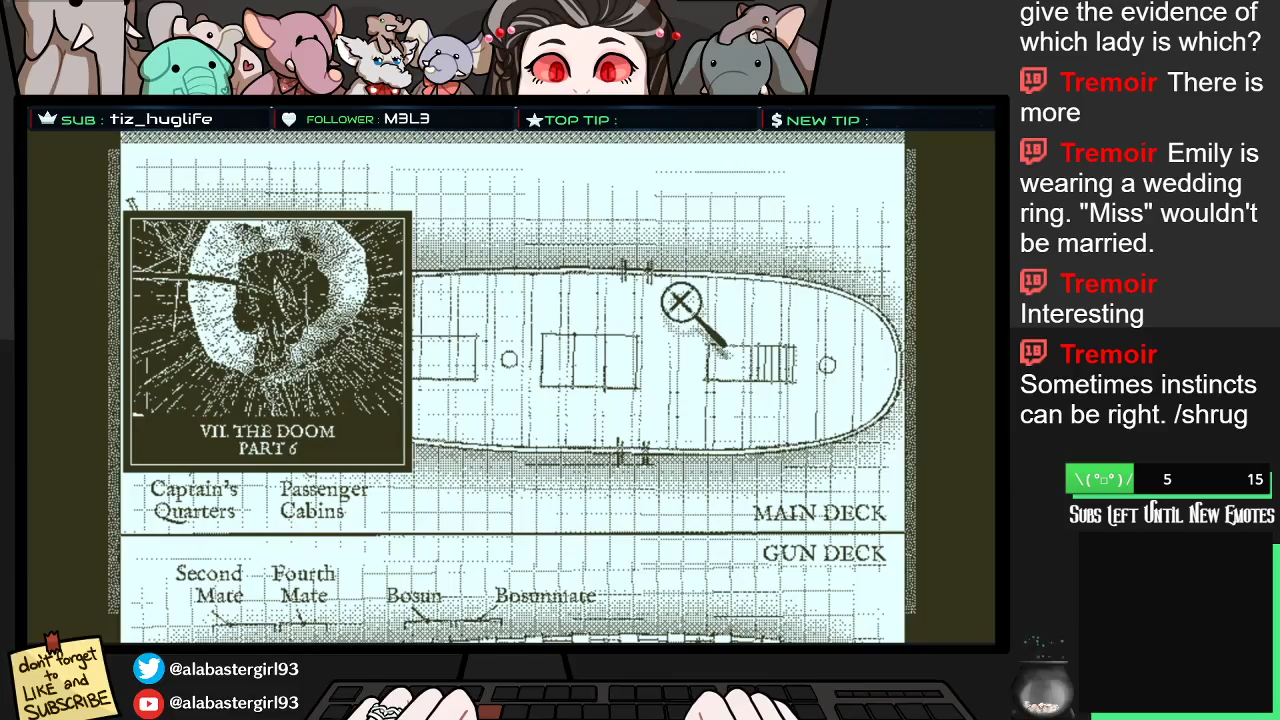 give the evidence of
which lady is which?
Tremoir There is
more
Tremoir Emily is
wearing a wedding
ring. "Miss" wouldn't
be married.
Tremoir
Interesting
Tremoir
Sometimes instincts
can be right. /shrug
SUB : tiz_huglife
FOLLOWER : M3L3
TOP TIP :
NEW TIP :
VII. THE DOOM
PART 6
Captain's
Quarters
Passenger
Cabins
MAIN DECK
GUN DECK
Second
Mate
Fourth
Mate
Bosun
Bosunmate
\(°□°)/ 5 15
Subs Left Until New Emotes
don't forget
to
LIKE and
SUBSCRIBE
@alabastergirl93
@alabastergirl93